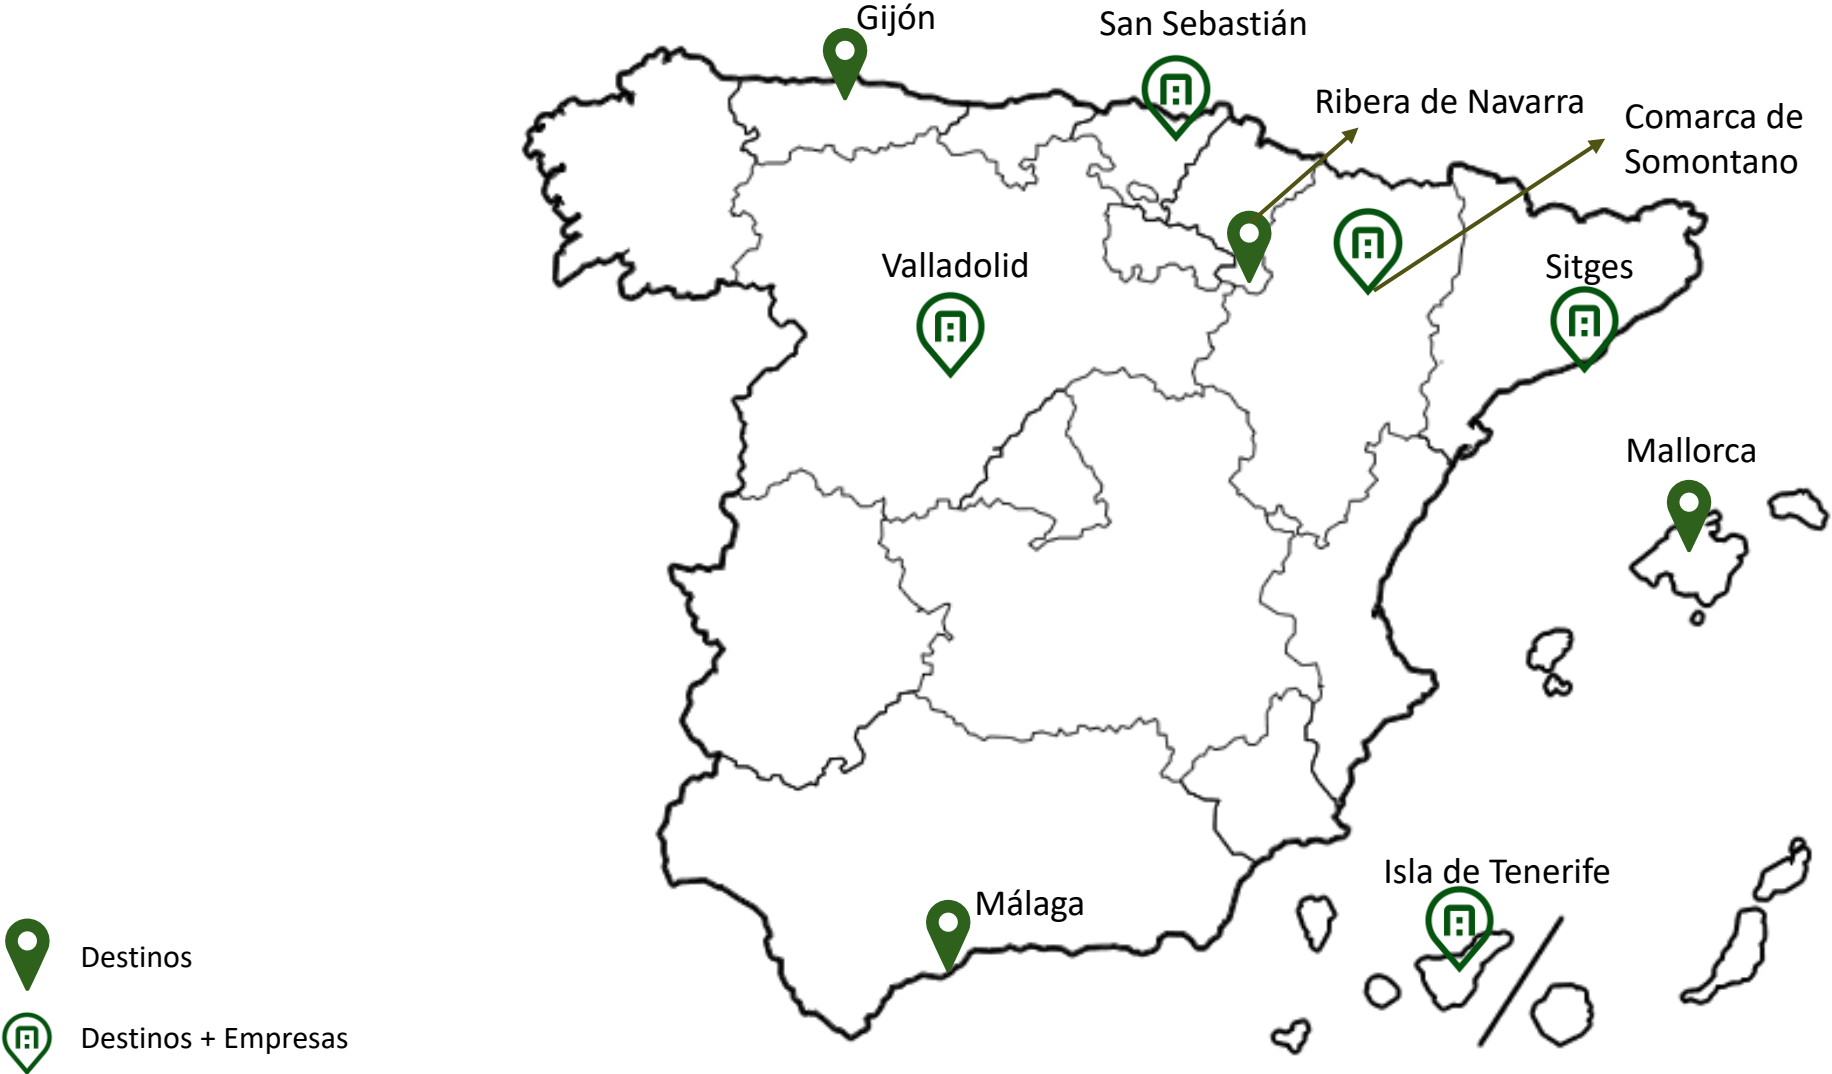 Gijón
San Sebastián
Ribera de Navarra
Comarca de
Somontano
Valladolid
Sitges
Mallorca
Isla de Tenerife
Málaga
Destinos
Destinos + Empresas